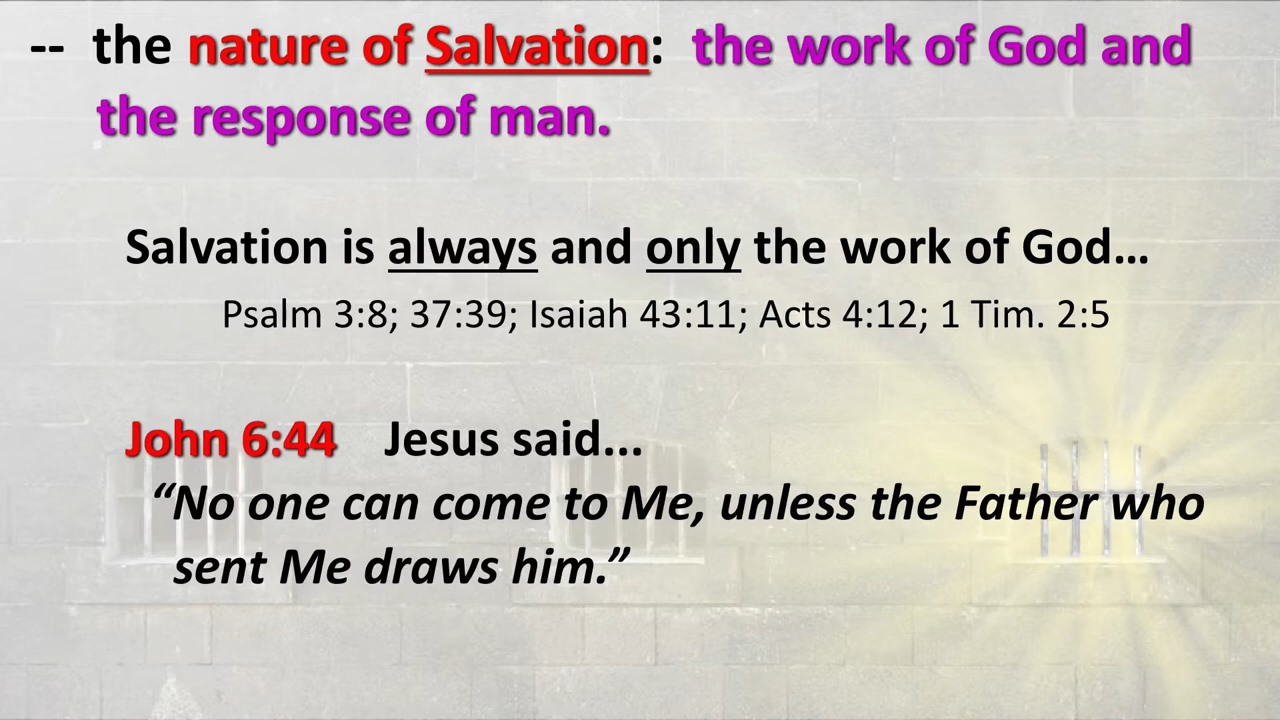 -- the nature of Salvation: the work of God and
the response of man.
Salvation is always and only the work of God…
Psalm 3:8; 37:39; Isaiah 43:11; Acts 4:12; 1 Tim. 2:5
John 6:44 Jesus said...
“No one can come to Me, unless the Father who
sent Me draws him.”